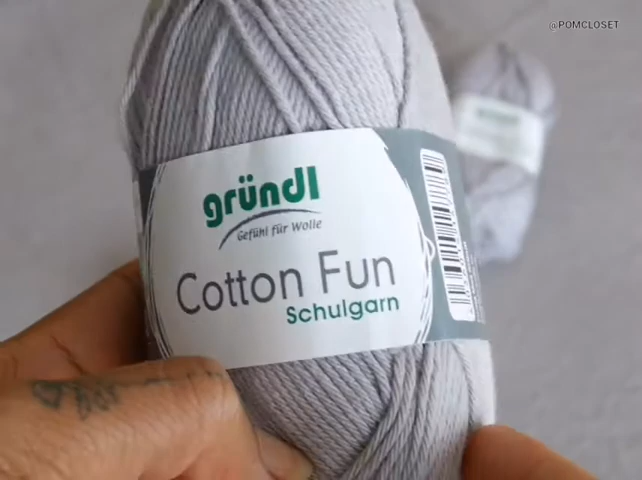 @POMCLOSET
gründl
Gefühl für Wolle
Cotton Fun
Schulgarn